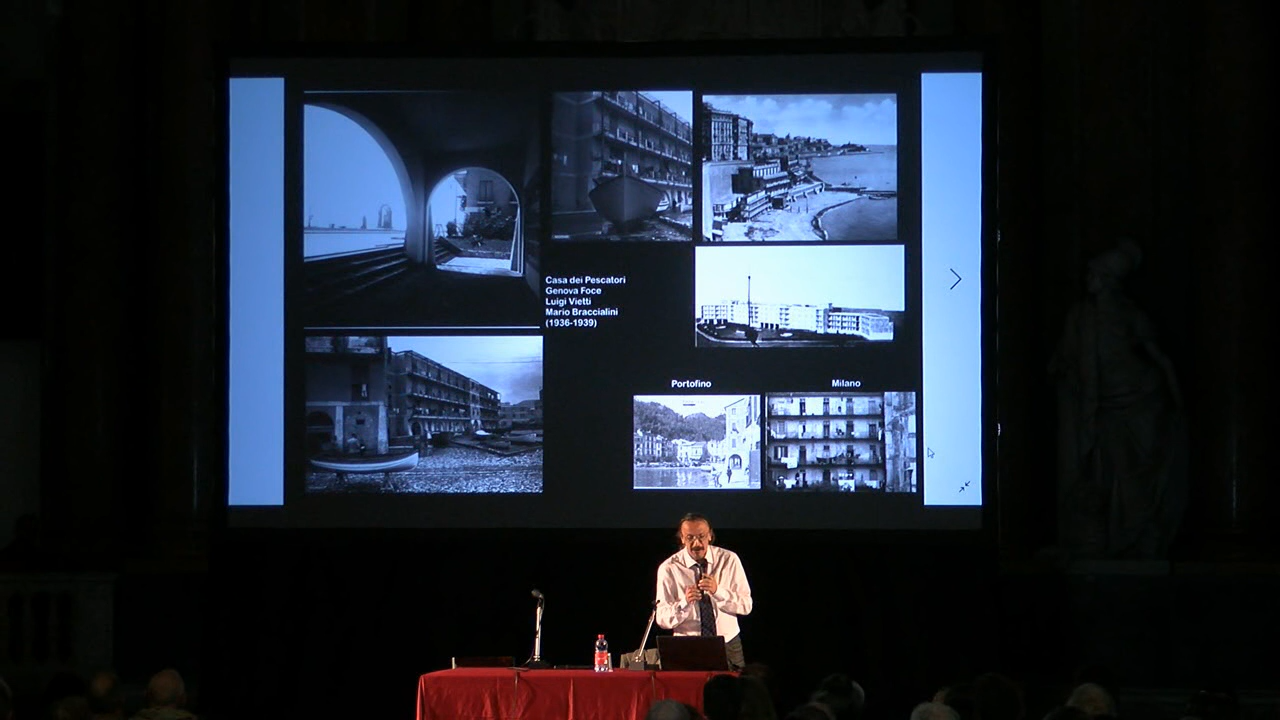 Casa dei Pescatori
Genova Foce
Luigi Vietti
Mario Braccialini
(1936-1939)
Portofino
Milano